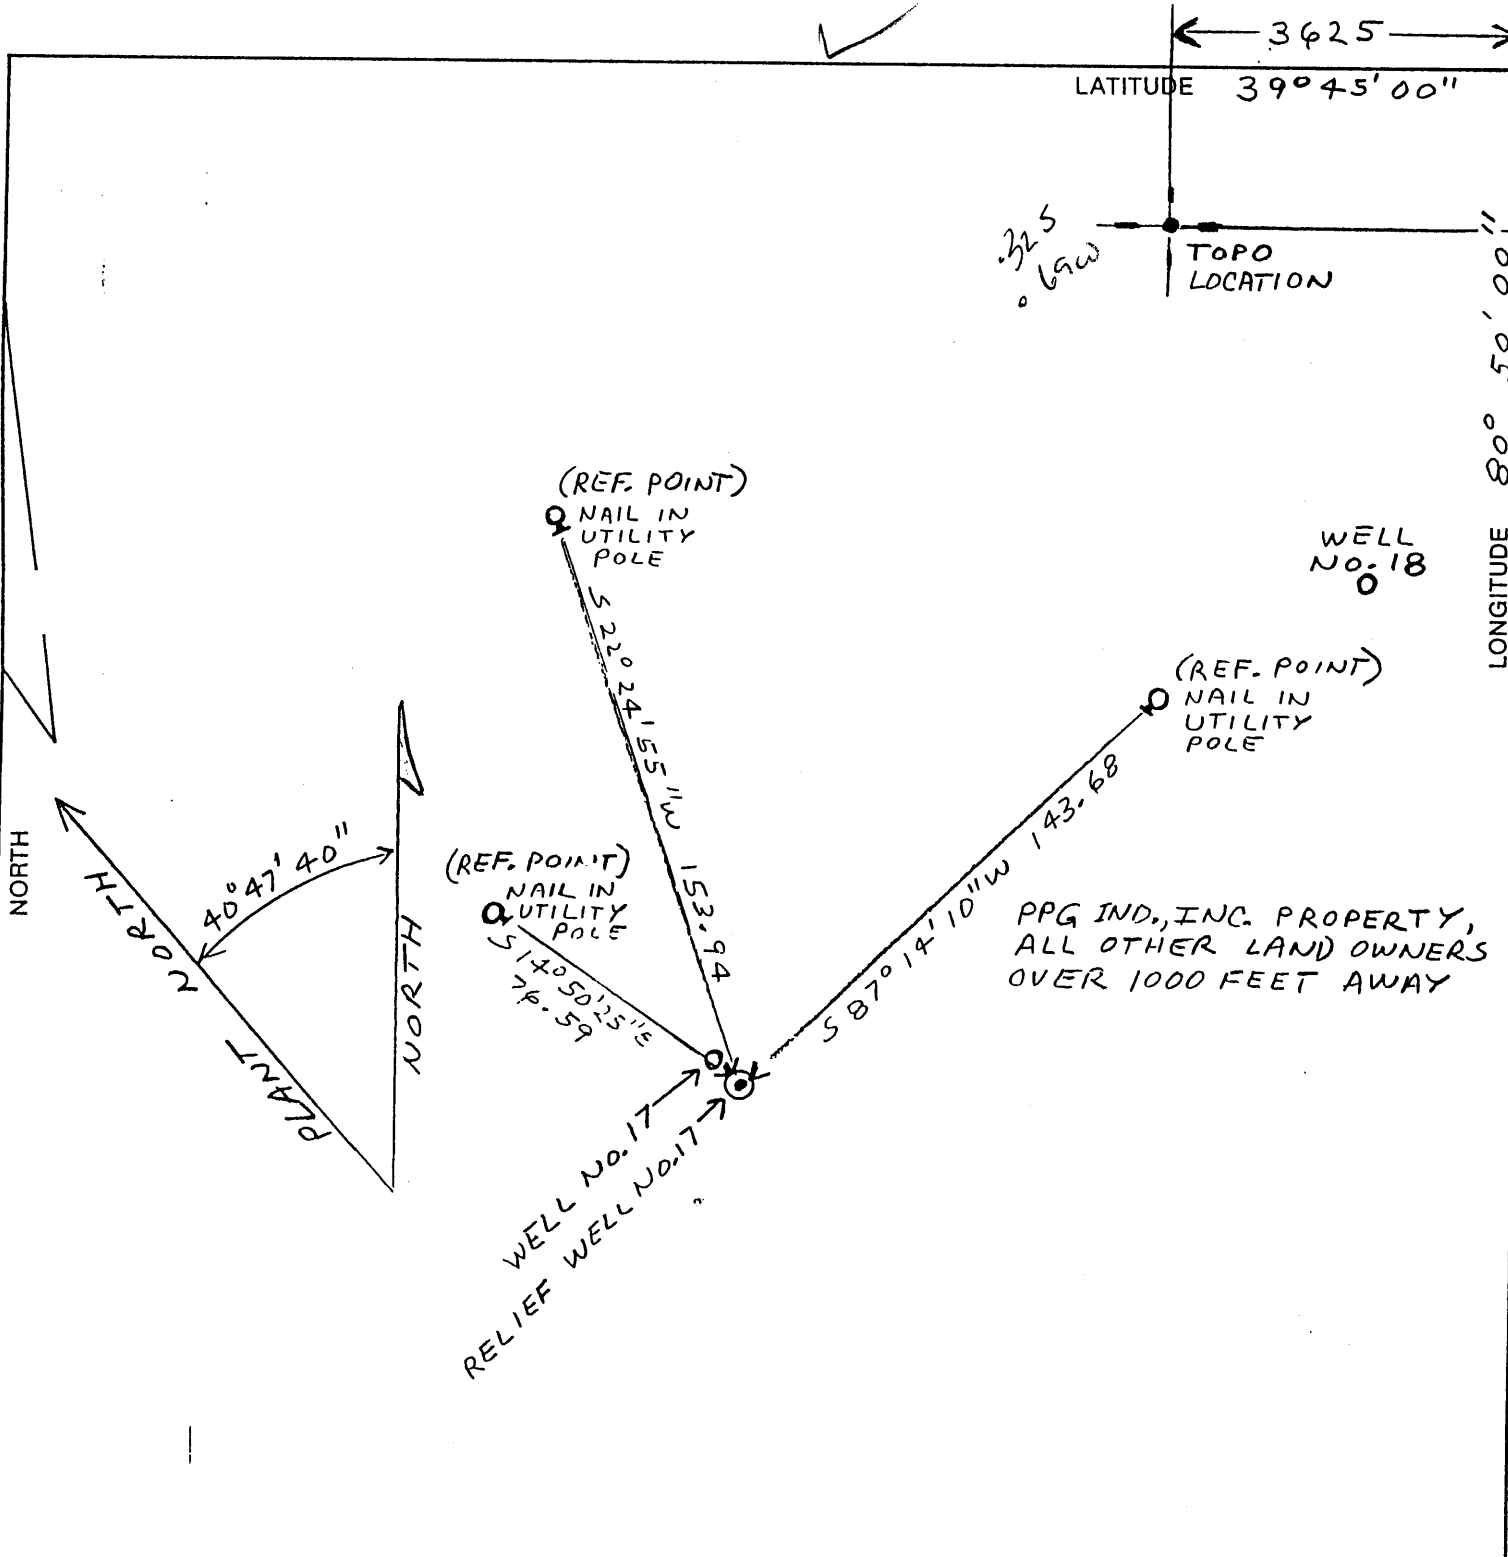 3625
LATITUDE 39° 45' 00"
.32 S
.69W
TOPO
LOCATION
LONGITUDE 80° 50' 00"
(REF. POINT)
NAIL IN
UTILITY
POLE
WELL
NO. 18
S 22° 24' 55" W 153.94
(REF. POINT)
NAIL IN
UTILITY
POLE
S 87° 14' 10" W 143.68
NORTH
40° 47' 40"
PLANT NORTH
NORTH
(REF. POINT)
NAIL IN
UTILITY
POLE
S 14° 50' 25" E
76.59
PPG IND., INC. PROPERTY,
ALL OTHER LAND OWNERS
OVER 1000 FEET AWAY
WELL NO. 17
RELIEF WELL NO. 17